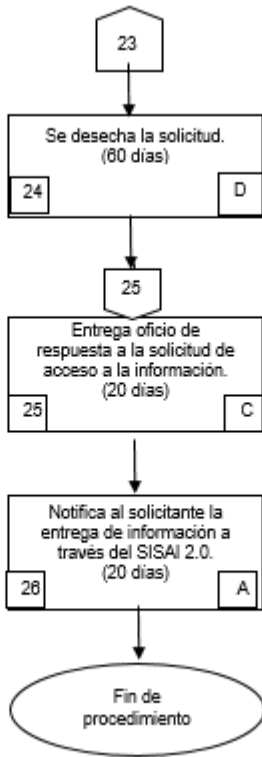 23
Se desecha la solicitud.
(60 días)
24
D
25
Entrega oficio de
respuesta a la solicitud de
acceso a la información.
(20 días)
25
C
Notifica al solicitante la
entrega de información a
través del SISAI 2.0.
(20 días)
26
A
Fin de
procedimiento